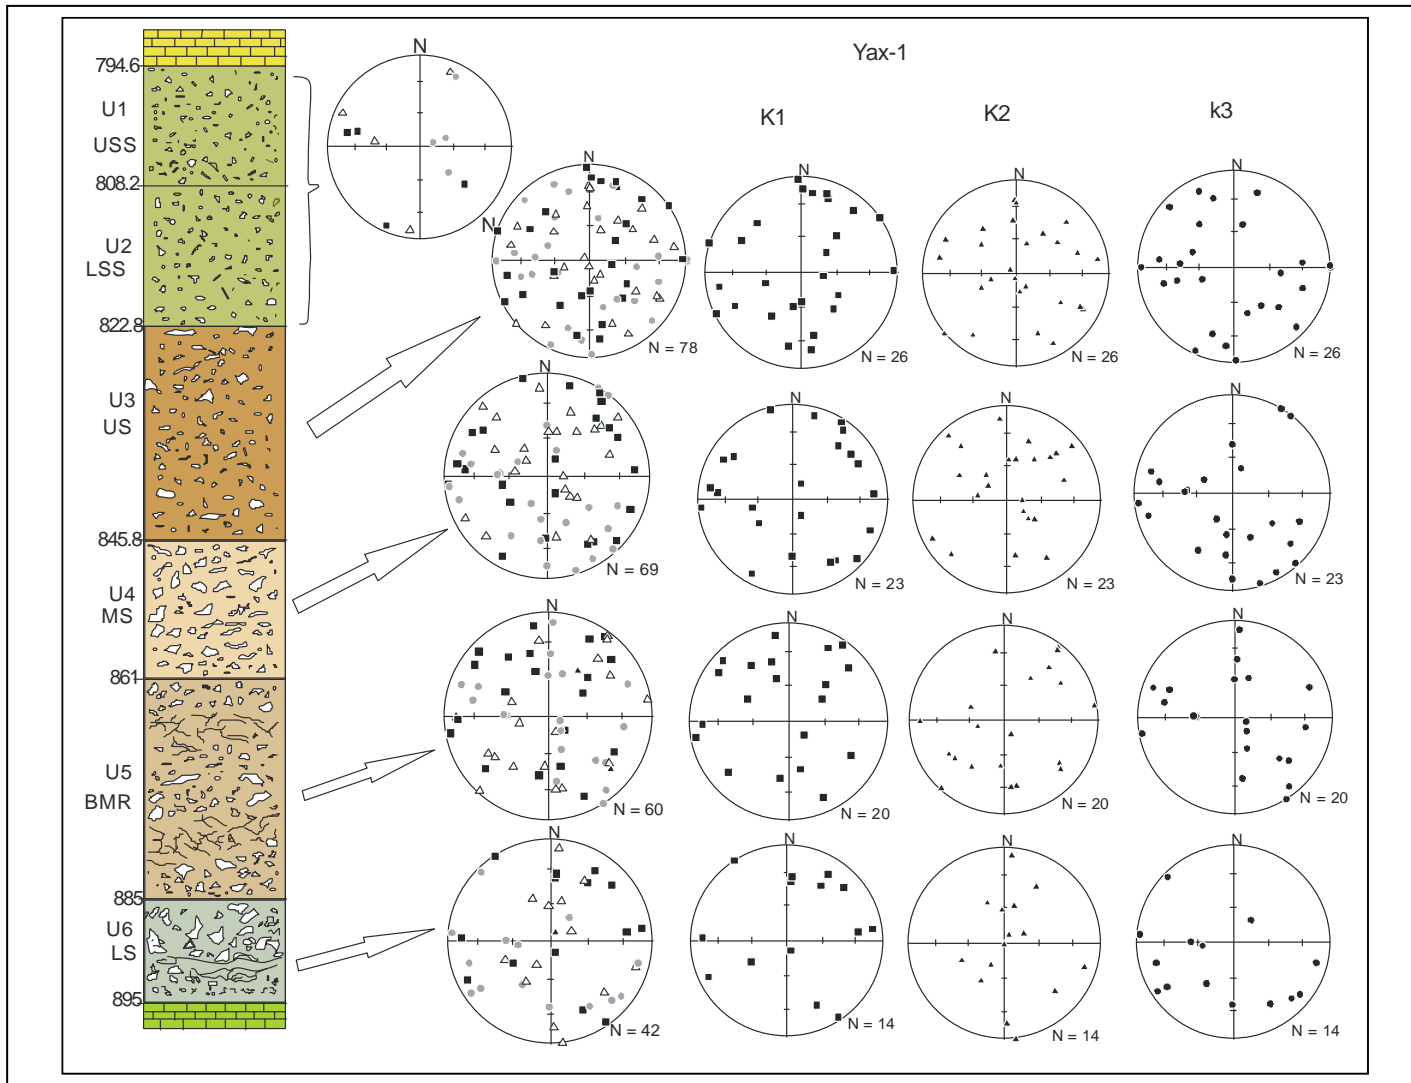 Yax-1
K1
K2
k3
794.6
U1
USS
808.2
U2
LSS
822.8
U3
US
845.8
U4
MS
861
U5
BMR
885
U6
LS
895
N
N
N
N = 78
N
N = 26
N
N = 26
N
N = 26
N
N = 69
N
N = 23
N
N = 23
N
N = 23
N
N = 60
N
N = 20
N
N = 20
N
N = 20
N
N = 42
N
N = 14
N
N = 14
N
N = 14